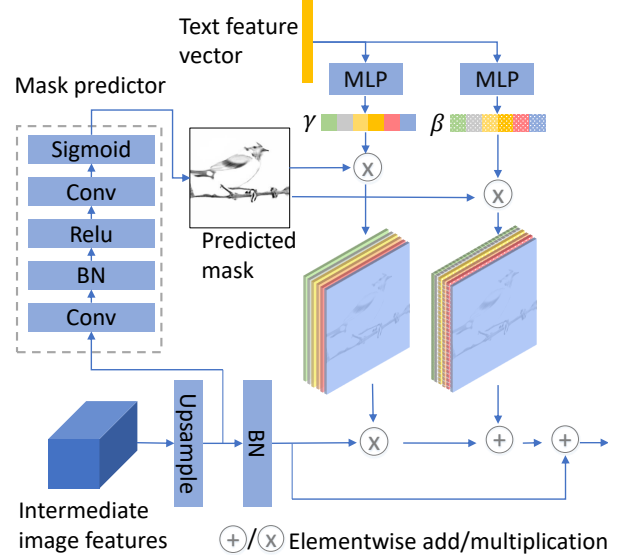 Text feature
vector
Mask predictor
MLP
MLP
γ
β
Sigmoid
Conv
Relu
BN
Conv
x
x
Predicted
mask
Upsample
BN
x
+
+
Intermediate
image features
+/x Elementwise add/multiplication